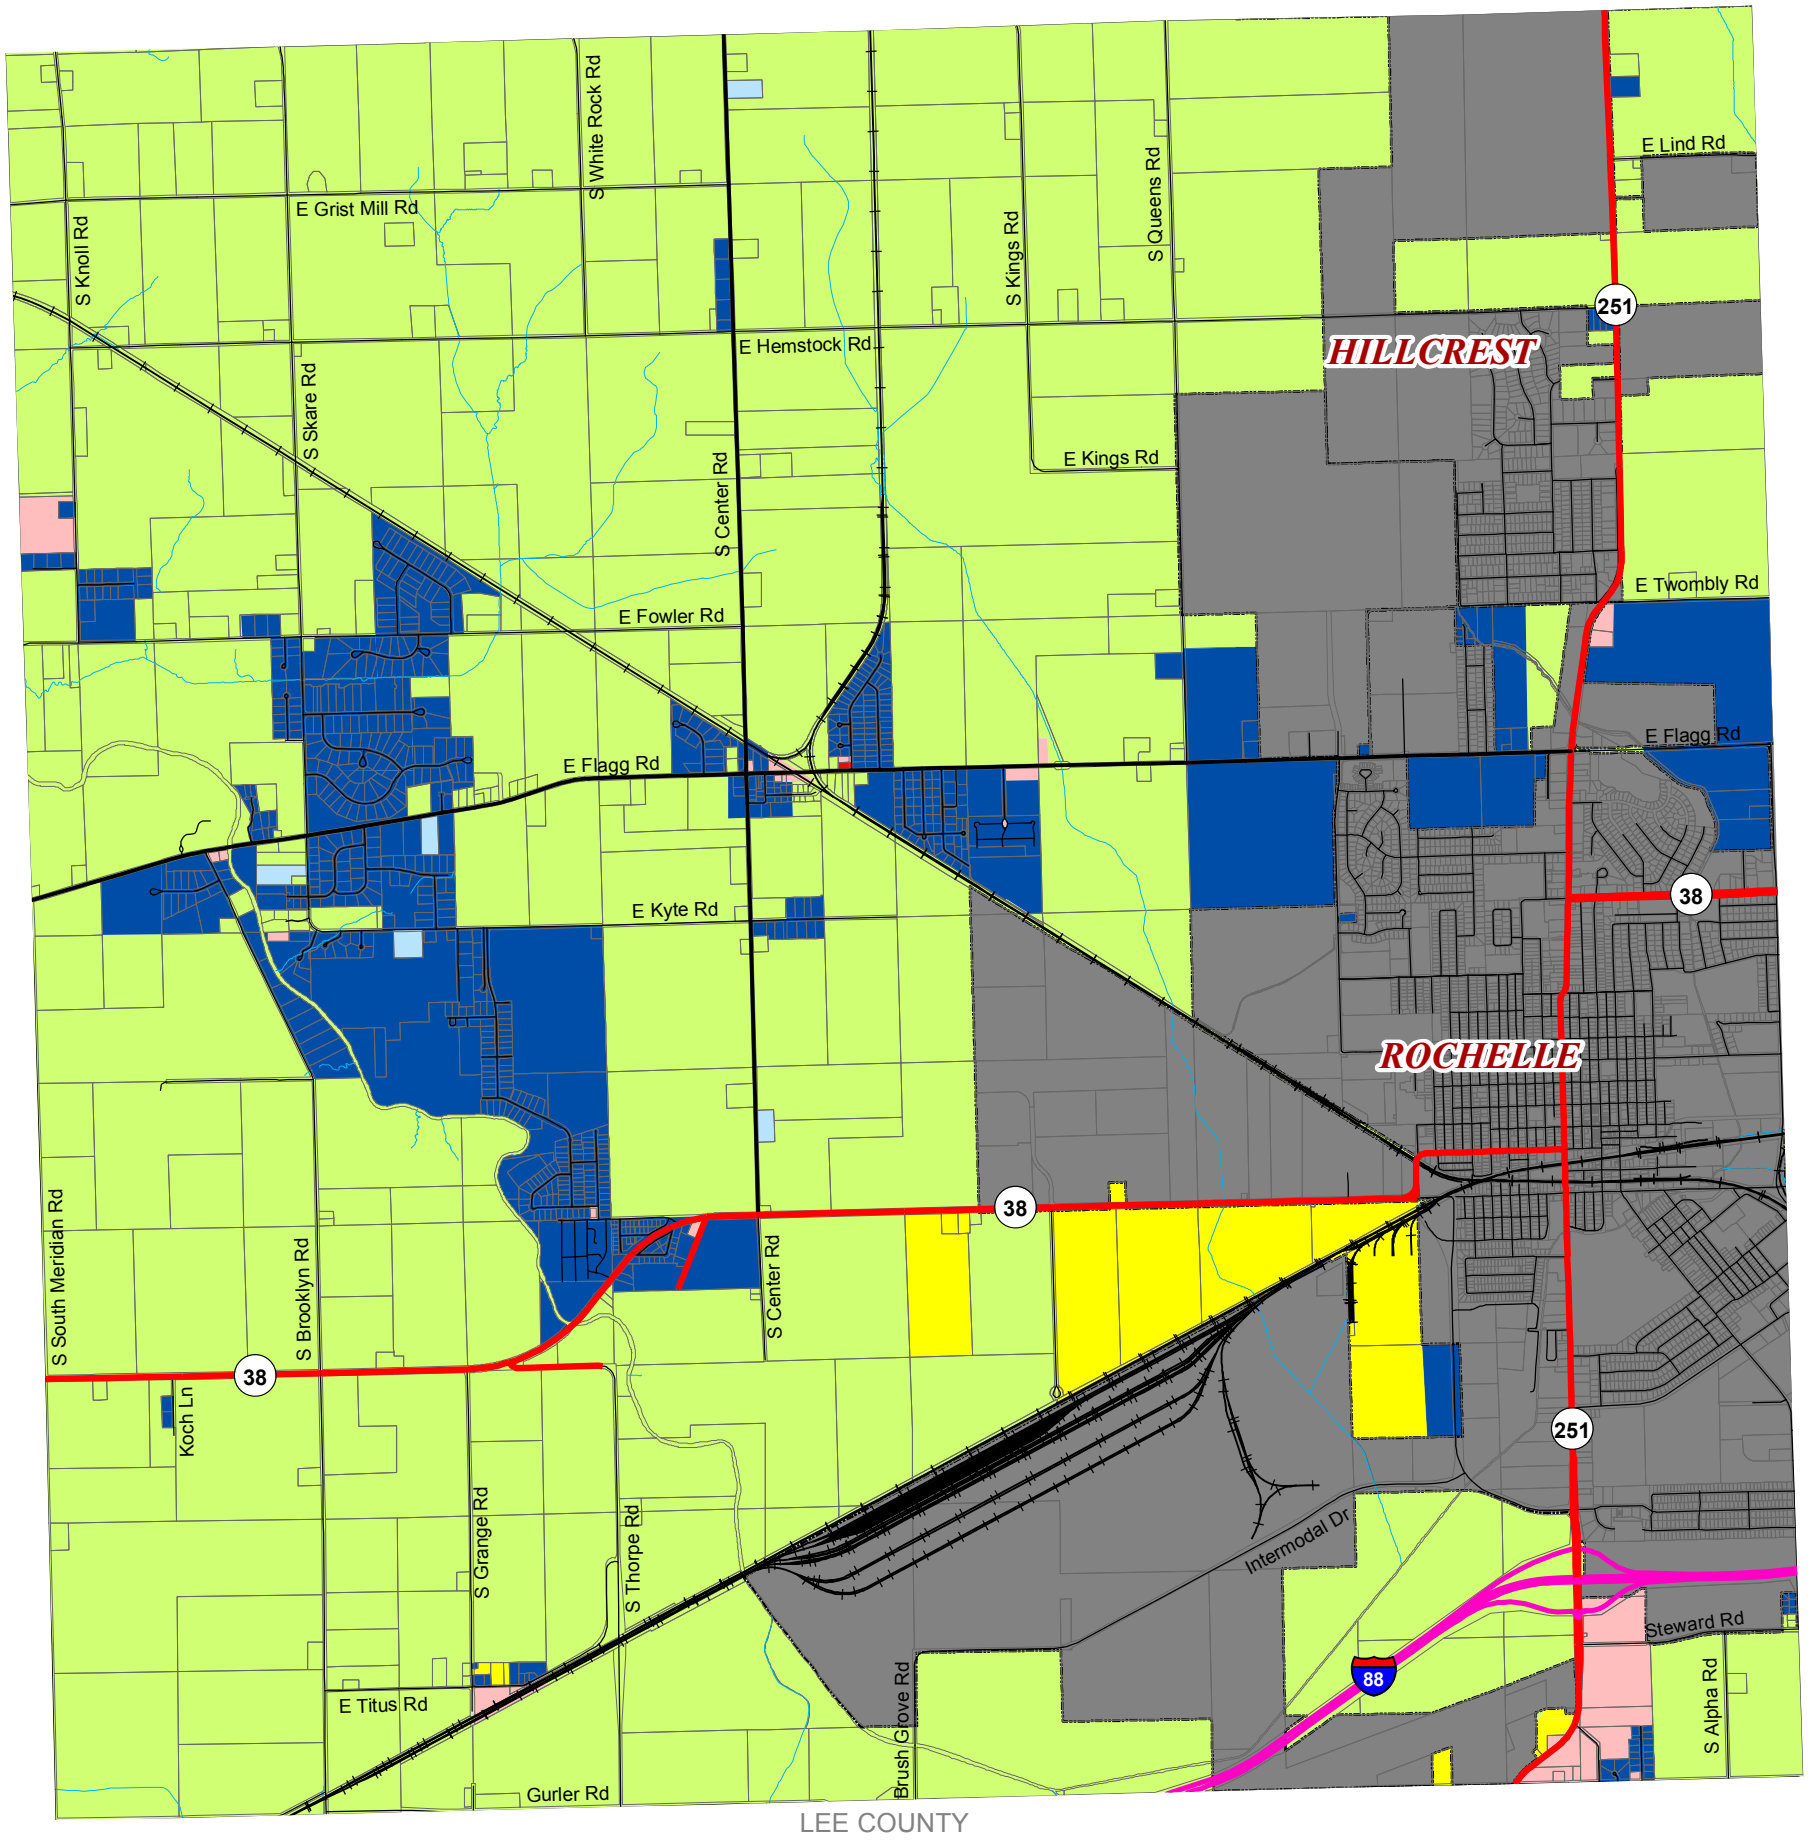 S White Rock Rd
E Lind Rd
S Queens Rd
E Grist Mill Rd
S Knoll Rd
S Kings Rd
251
E Hemstock Rd
HILLCREST
S Skare Rd
S Center Rd
E Kings Rd
E Twombly Rd
E Fowler Rd
E Flagg Rd
E Flagg Rd
38
E Kyte Rd
ROCHELLE
38
S South Meridian Rd
S Brooklyn Rd
S Center Rd
38
Koch Ln
251
S Grange Rd
S Thorpe Rd
Intermodal Dr
Steward Rd
88
E Titus Rd
Brush Grove Rd
S Alpha Rd
Gurler Rd
LEE COUNTY